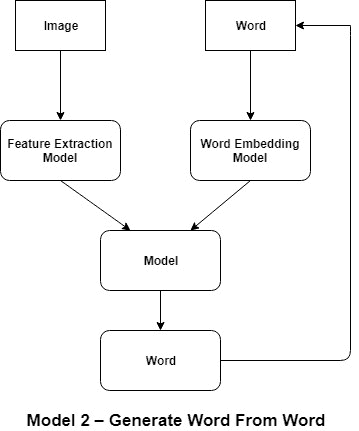 Image
Word
Feature Extraction
Model
Word Embedding
Model
Model
Word
Model 2 – Generate Word From Word